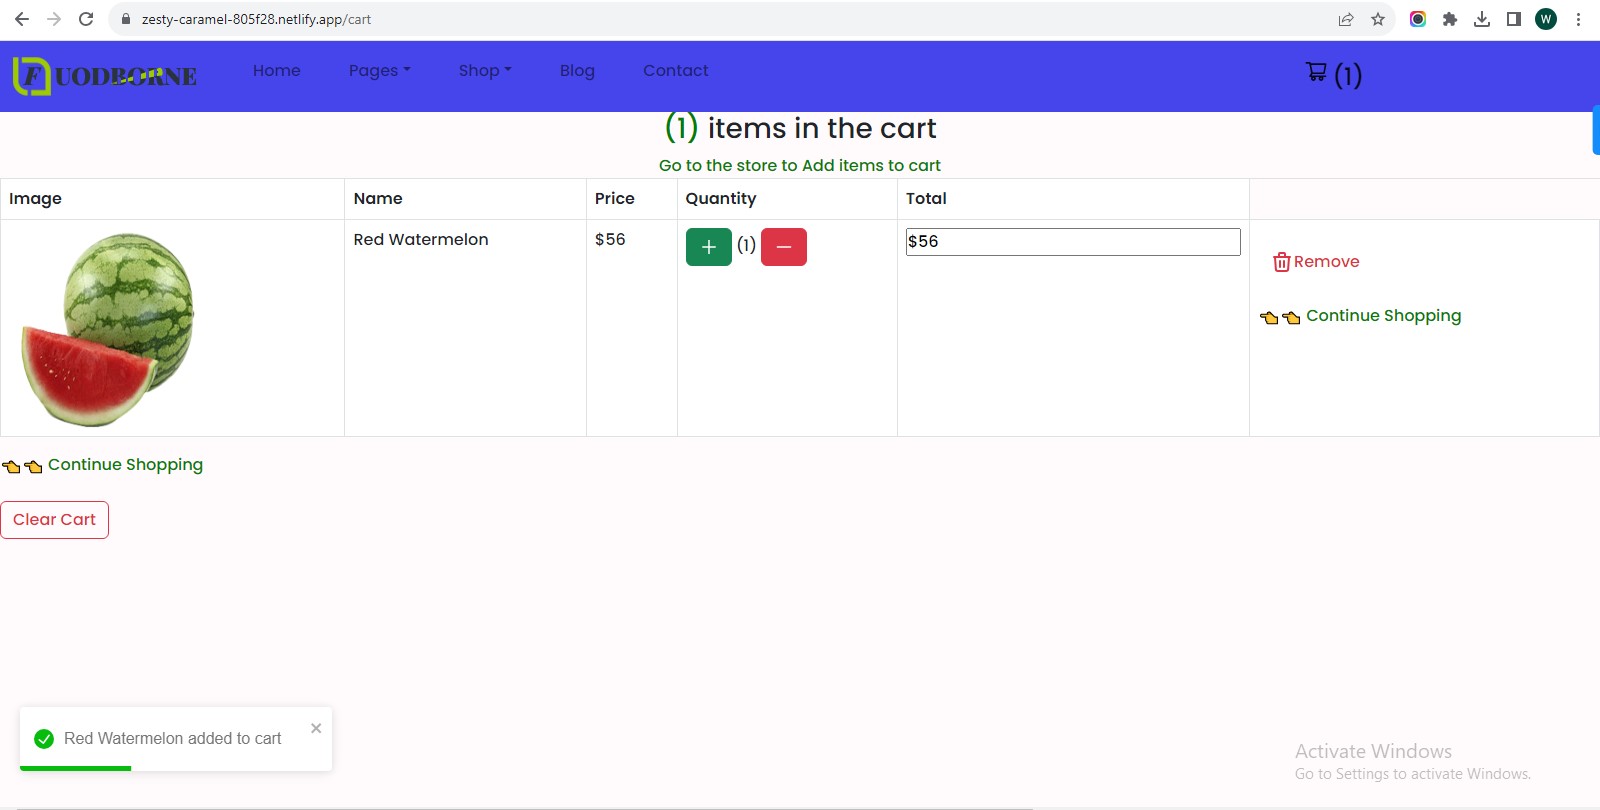 zesty-caramel-805f28.netlify.app/cart
W
F UODBORNE
Home Pages Shop Blog Contact (1)
(1) items in the cart
Go to the store to Add items to cart
Image Name Price Quantity Total
Red Watermelon $56 + (1) − $56
Remove
Continue Shopping
Continue Shopping
Clear Cart
Red Watermelon added to cart
Activate Windows
Go to Settings to activate Windows.